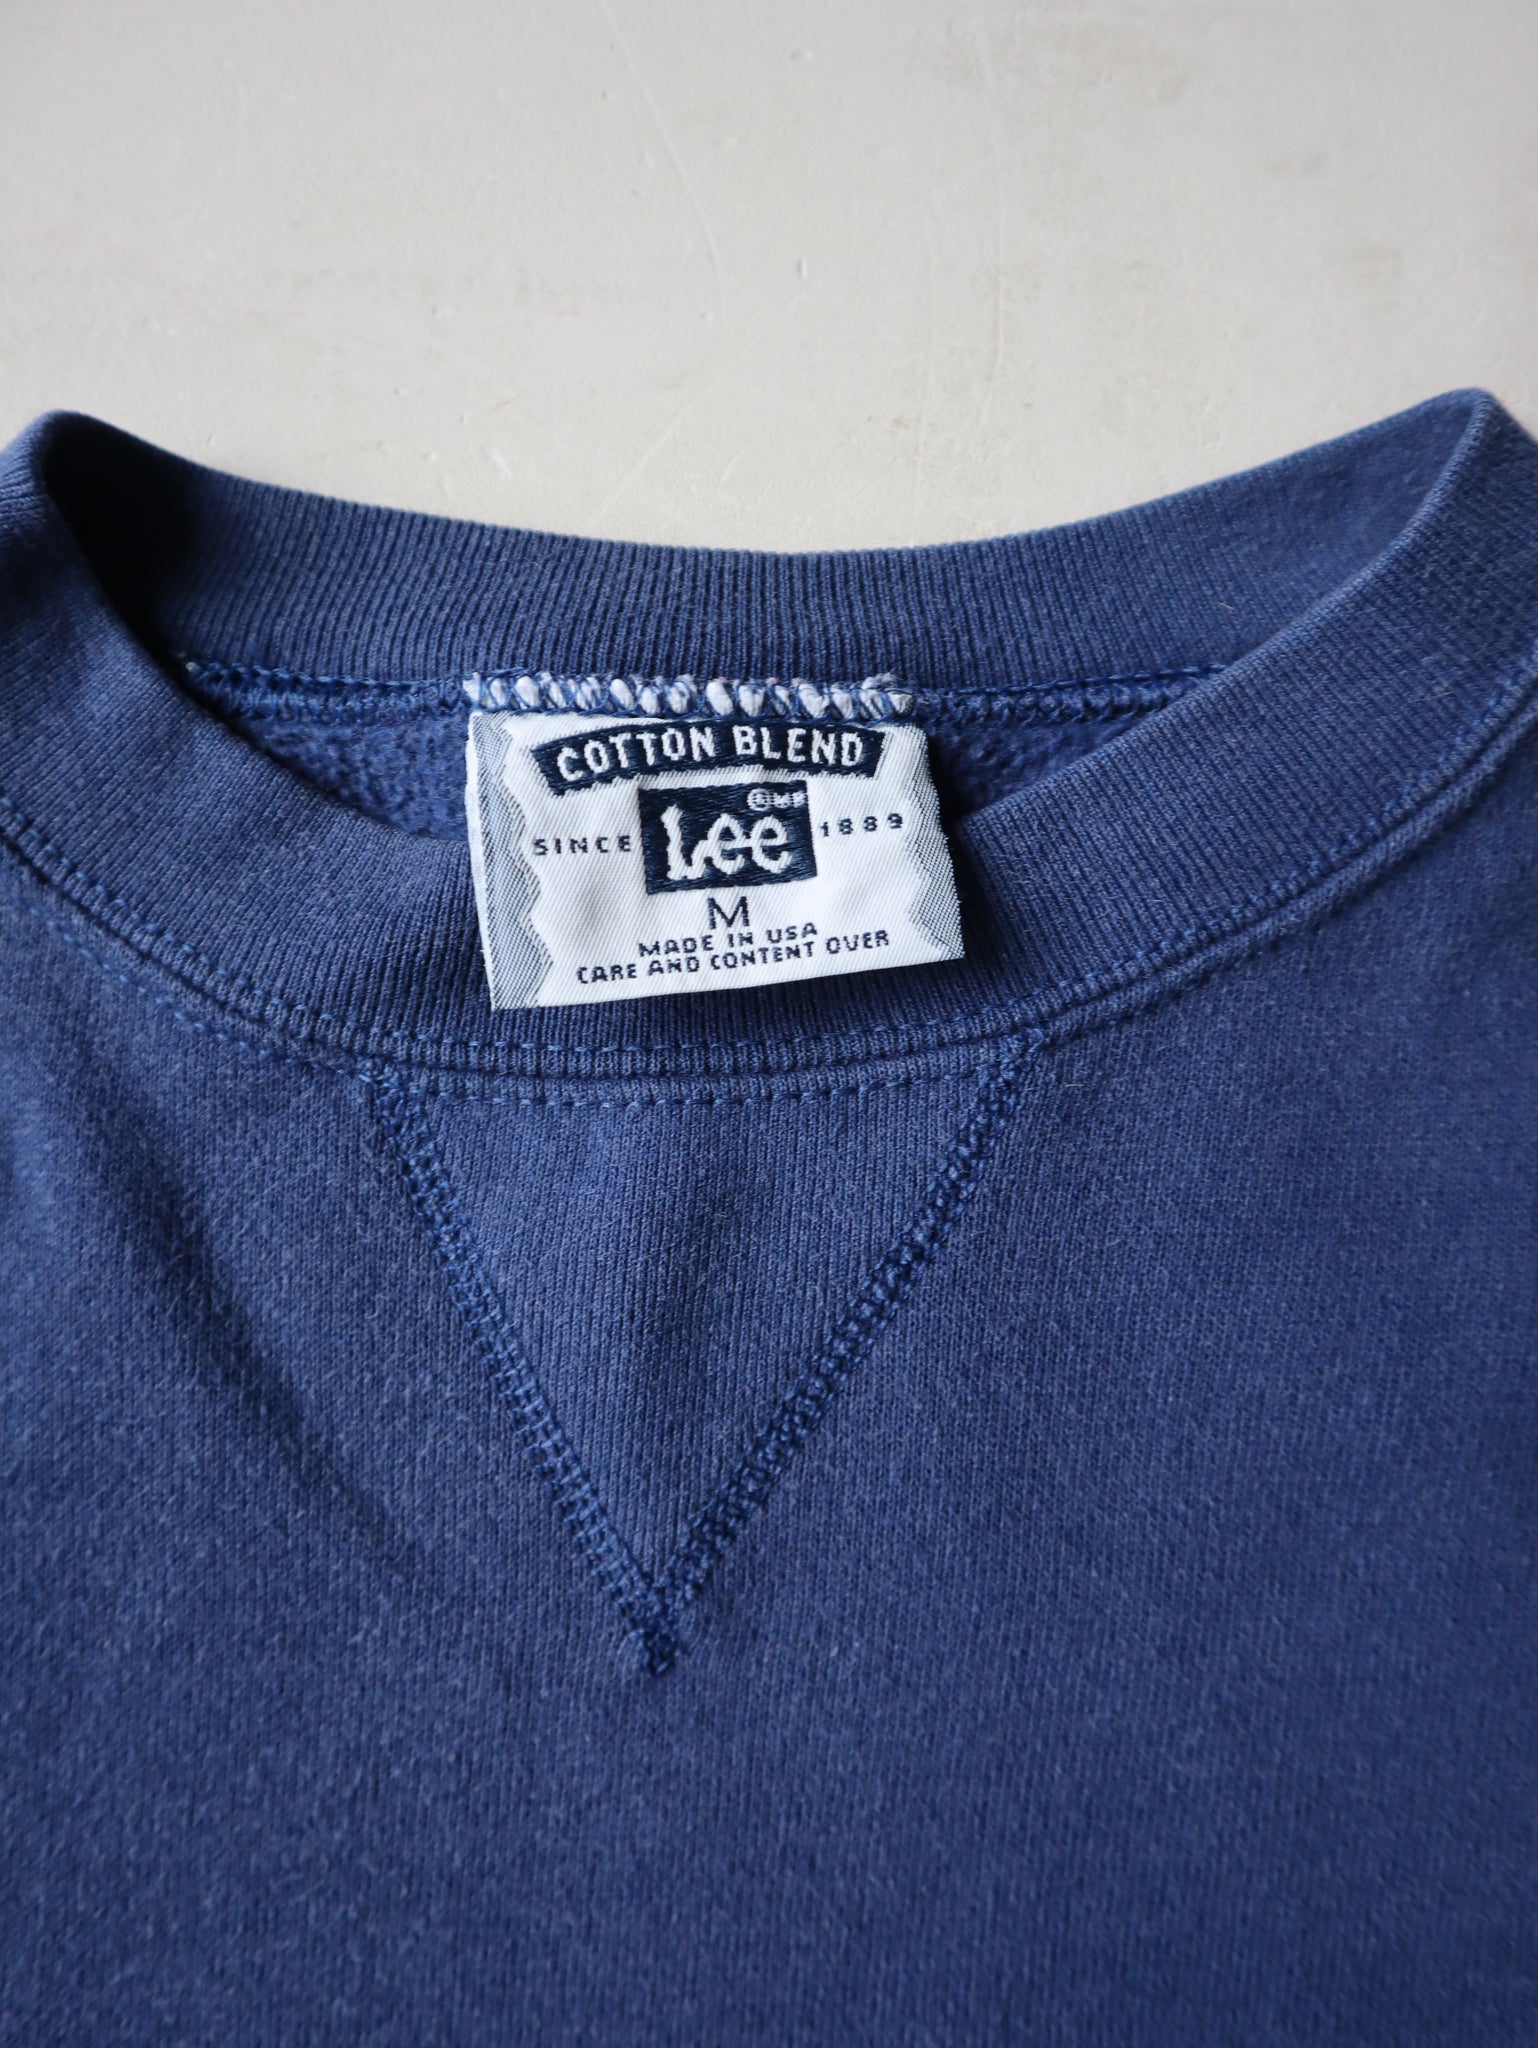 COTTON BLEND
SINCE Lee 1889
M
MADE IN USA
CARE AND CONTENT OVER